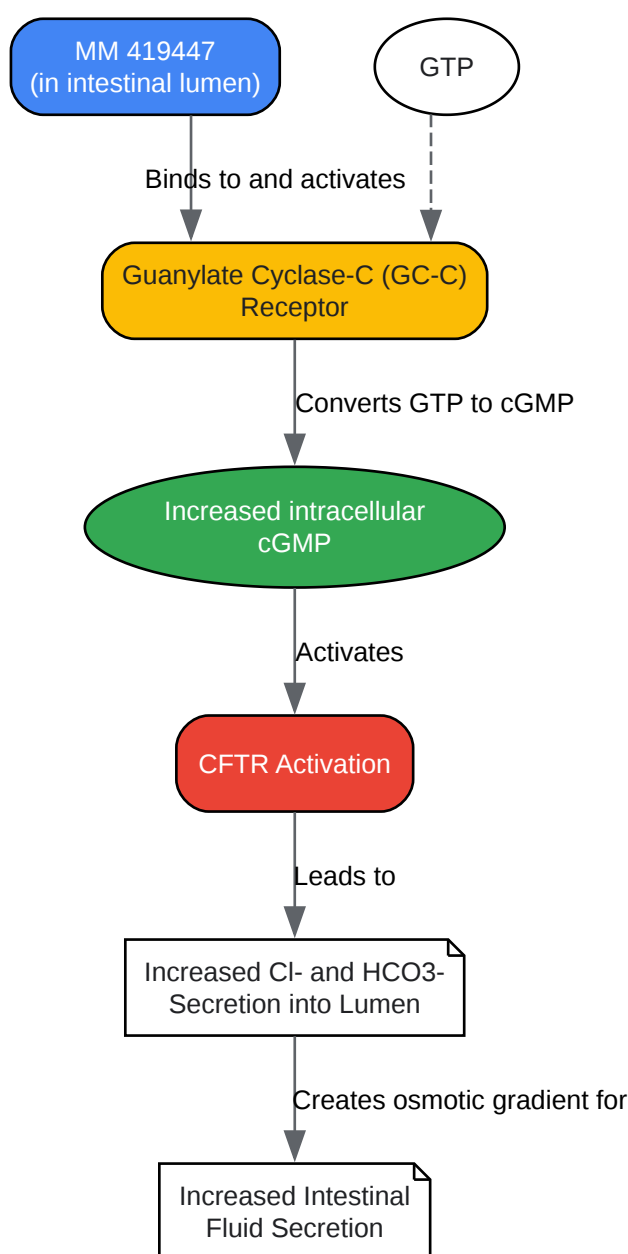 MM 419447
(in intestinal lumen)
GTP
Binds to and activates
Guanylate Cyclase-C (GC-C)
Receptor
Converts GTP to cGMP
Increased intracellular
cGMP
Activates
CFTR Activation
Leads to
Increased Cl- and HCO3-
Secretion into Lumen
Creates osmotic gradient for
Increased Intestinal
Fluid Secretion